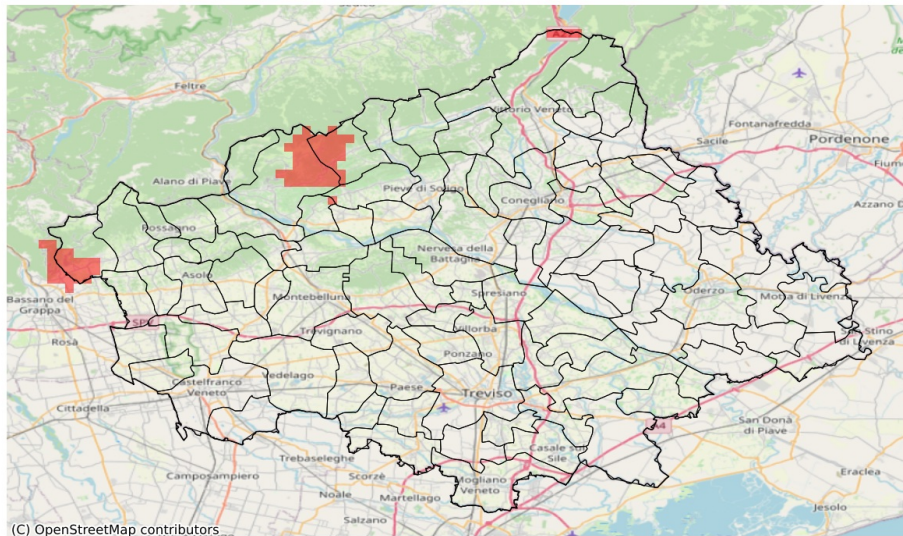 Feltre
Vittorio Veneto
Fontanafredda
Sacile
Pordenone
Alano di Piave
Pieve di Soligo
Conegliano
Azzano D
Possagno
Nervesa della
Battaglia
Asolo
Bassano del
Grappa
Montebelluna
Spresiano
Oderzo
Motta di Livenza
Rosà
Trevignano
Villorba
Ponzano
San Stino
di Livenza
Castelfranco
Veneto
Vedelago
Paese
Treviso
Cittadella
San Donà
di Piave
A4
Trebaseleghe
Casale sul
Sile
Camposampiero
Scorzé
Mogliano
Veneto
Eraclea
Noale
Martellago
Jesolo
Salzano
(C) OpenStreetMap contributors